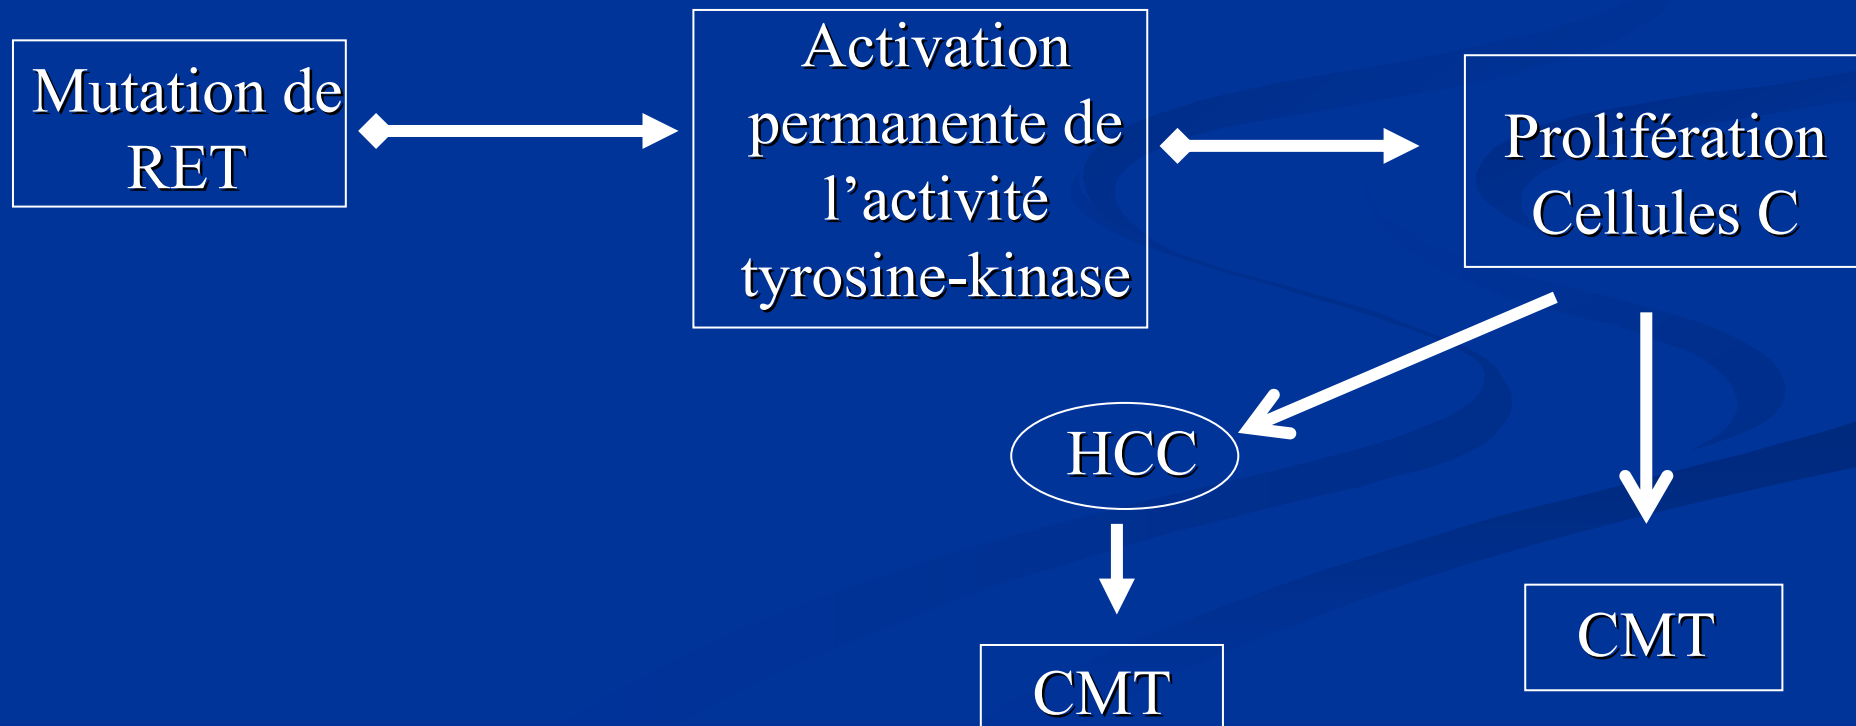 Mutation de
RET
Activation
permanente de
l’activité
tyrosine-kinase
Prolifération
Cellules C
HCC
CMT
CMT